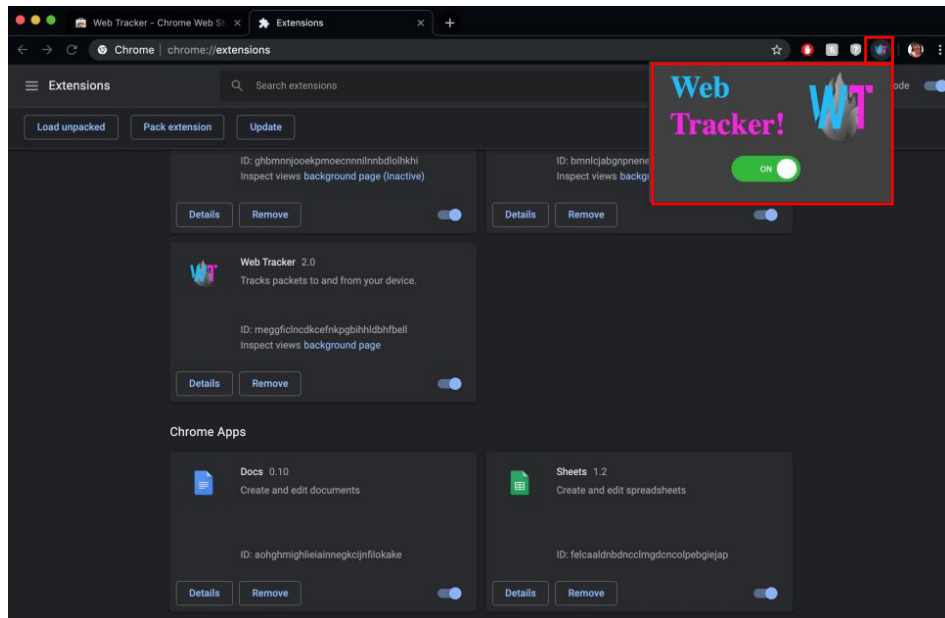 Web Tracker - Chrome Web St
Extensions
Chrome
chrome://extensions
Extensions
Search extensions
ode
Load unpacked
Pack extension
Update
Web
Tracker!
WT
ON
ID: ghbmnnjooekpmoecnnnilnnbdlolhkhi
Inspect views background page (Inactive)
Details
Remove
ID: bmnlcjabgnpnene
Inspect views backg
Details
Remove
WT
Web Tracker 2.0
Tracks packets to and from your device.
ID: meggficlncdkcefnkpgbihhldbhfbell
Inspect views background page
Details
Remove
Chrome Apps
Docs 0.10
Create and edit documents
ID: aohghmighlieiainnegkcijnfilokake
Details
Remove
Sheets 1.2
Create and edit spreadsheets
ID: felcaaldnbdncclmgdcncolpebgiejap
Details
Remove